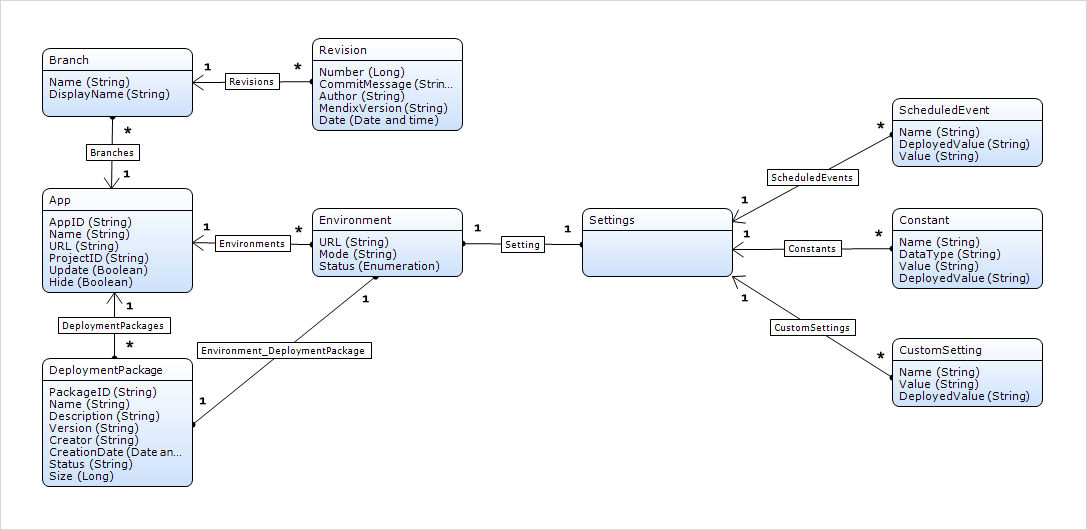 Branch
Name (String)
DisplayName (String)
1
Revisions
*
Revision
Number (Long)
CommitMessage (Strin...
Author (String)
MendixVersion (String)
Date (Date and time)
*
Branches
1
App
AppID (String)
Name (String)
URL (String)
ProjectID (String)
Update (Boolean)
Hide (Boolean)
1
Environments
*
Environment
URL (String)
Mode (String)
Status (Enumeration)
1
Setting
1
Settings
1
ScheduledEvents
*
ScheduledEvent
Name (String)
DeployedValue (String)
Value (String)
1
Constants
*
Constant
Name (String)
DataType (String)
Value (String)
DeployedValue (String)
1
CustomSettings
*
CustomSetting
Name (String)
Value (String)
DeployedValue (String)
1
DeploymentPackages
*
1
Environment_DeploymentPackage
1
DeploymentPackage
PackageID (String)
Name (String)
Description (String)
Version (String)
Creator (String)
CreationDate (Date an...
Status (String)
Size (Long)